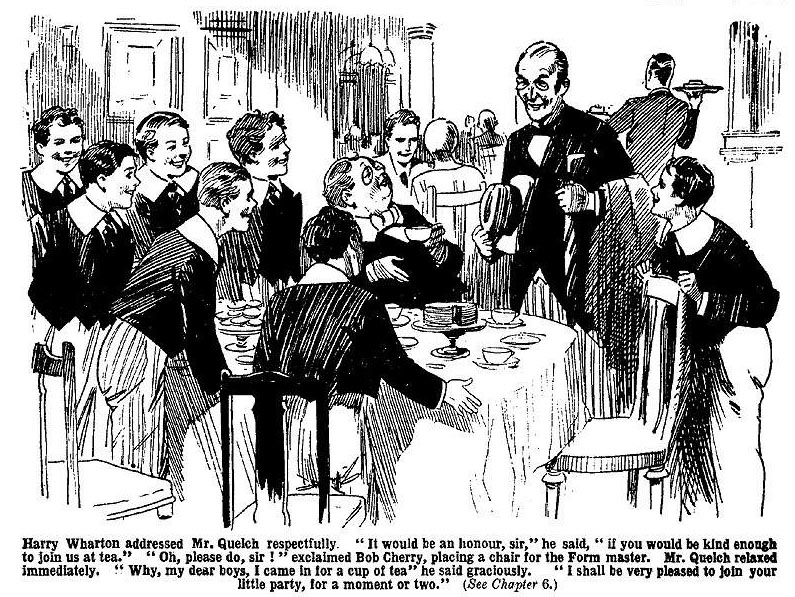 Harry Wharton addressed Mr. Quelch respectfully. "It would be an honour, sir," he said, "if you would be kind enough
to join us at tea." "Oh, please do, sir!" exclaimed Bob Cherry, placing a chair for the Form master. Mr. Quelch relaxed
immediately. "Why, my dear boys, I came in for a cup of tea" he said graciously. "I shall be very pleased to join your
little party, for a moment or two." (See Chapter 6.)